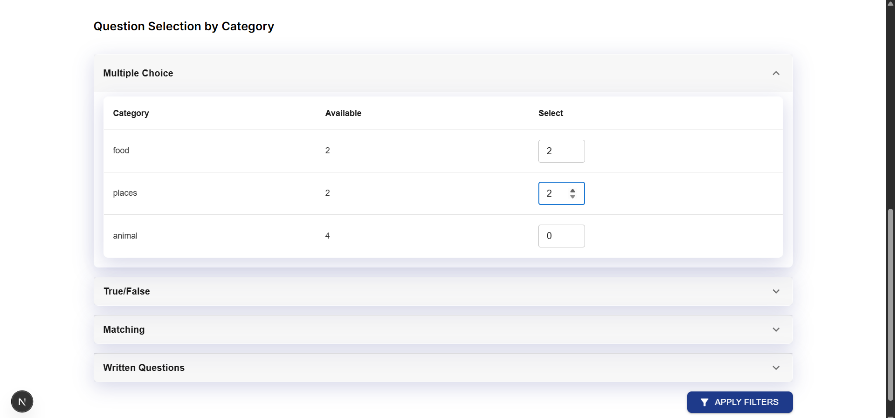 Question Selection by Category
Multiple Choice
Category Available Select
food 2 2
places 2 2
animal 4 0
True/False
Matching
Written Questions
N
APPLY FILTERS